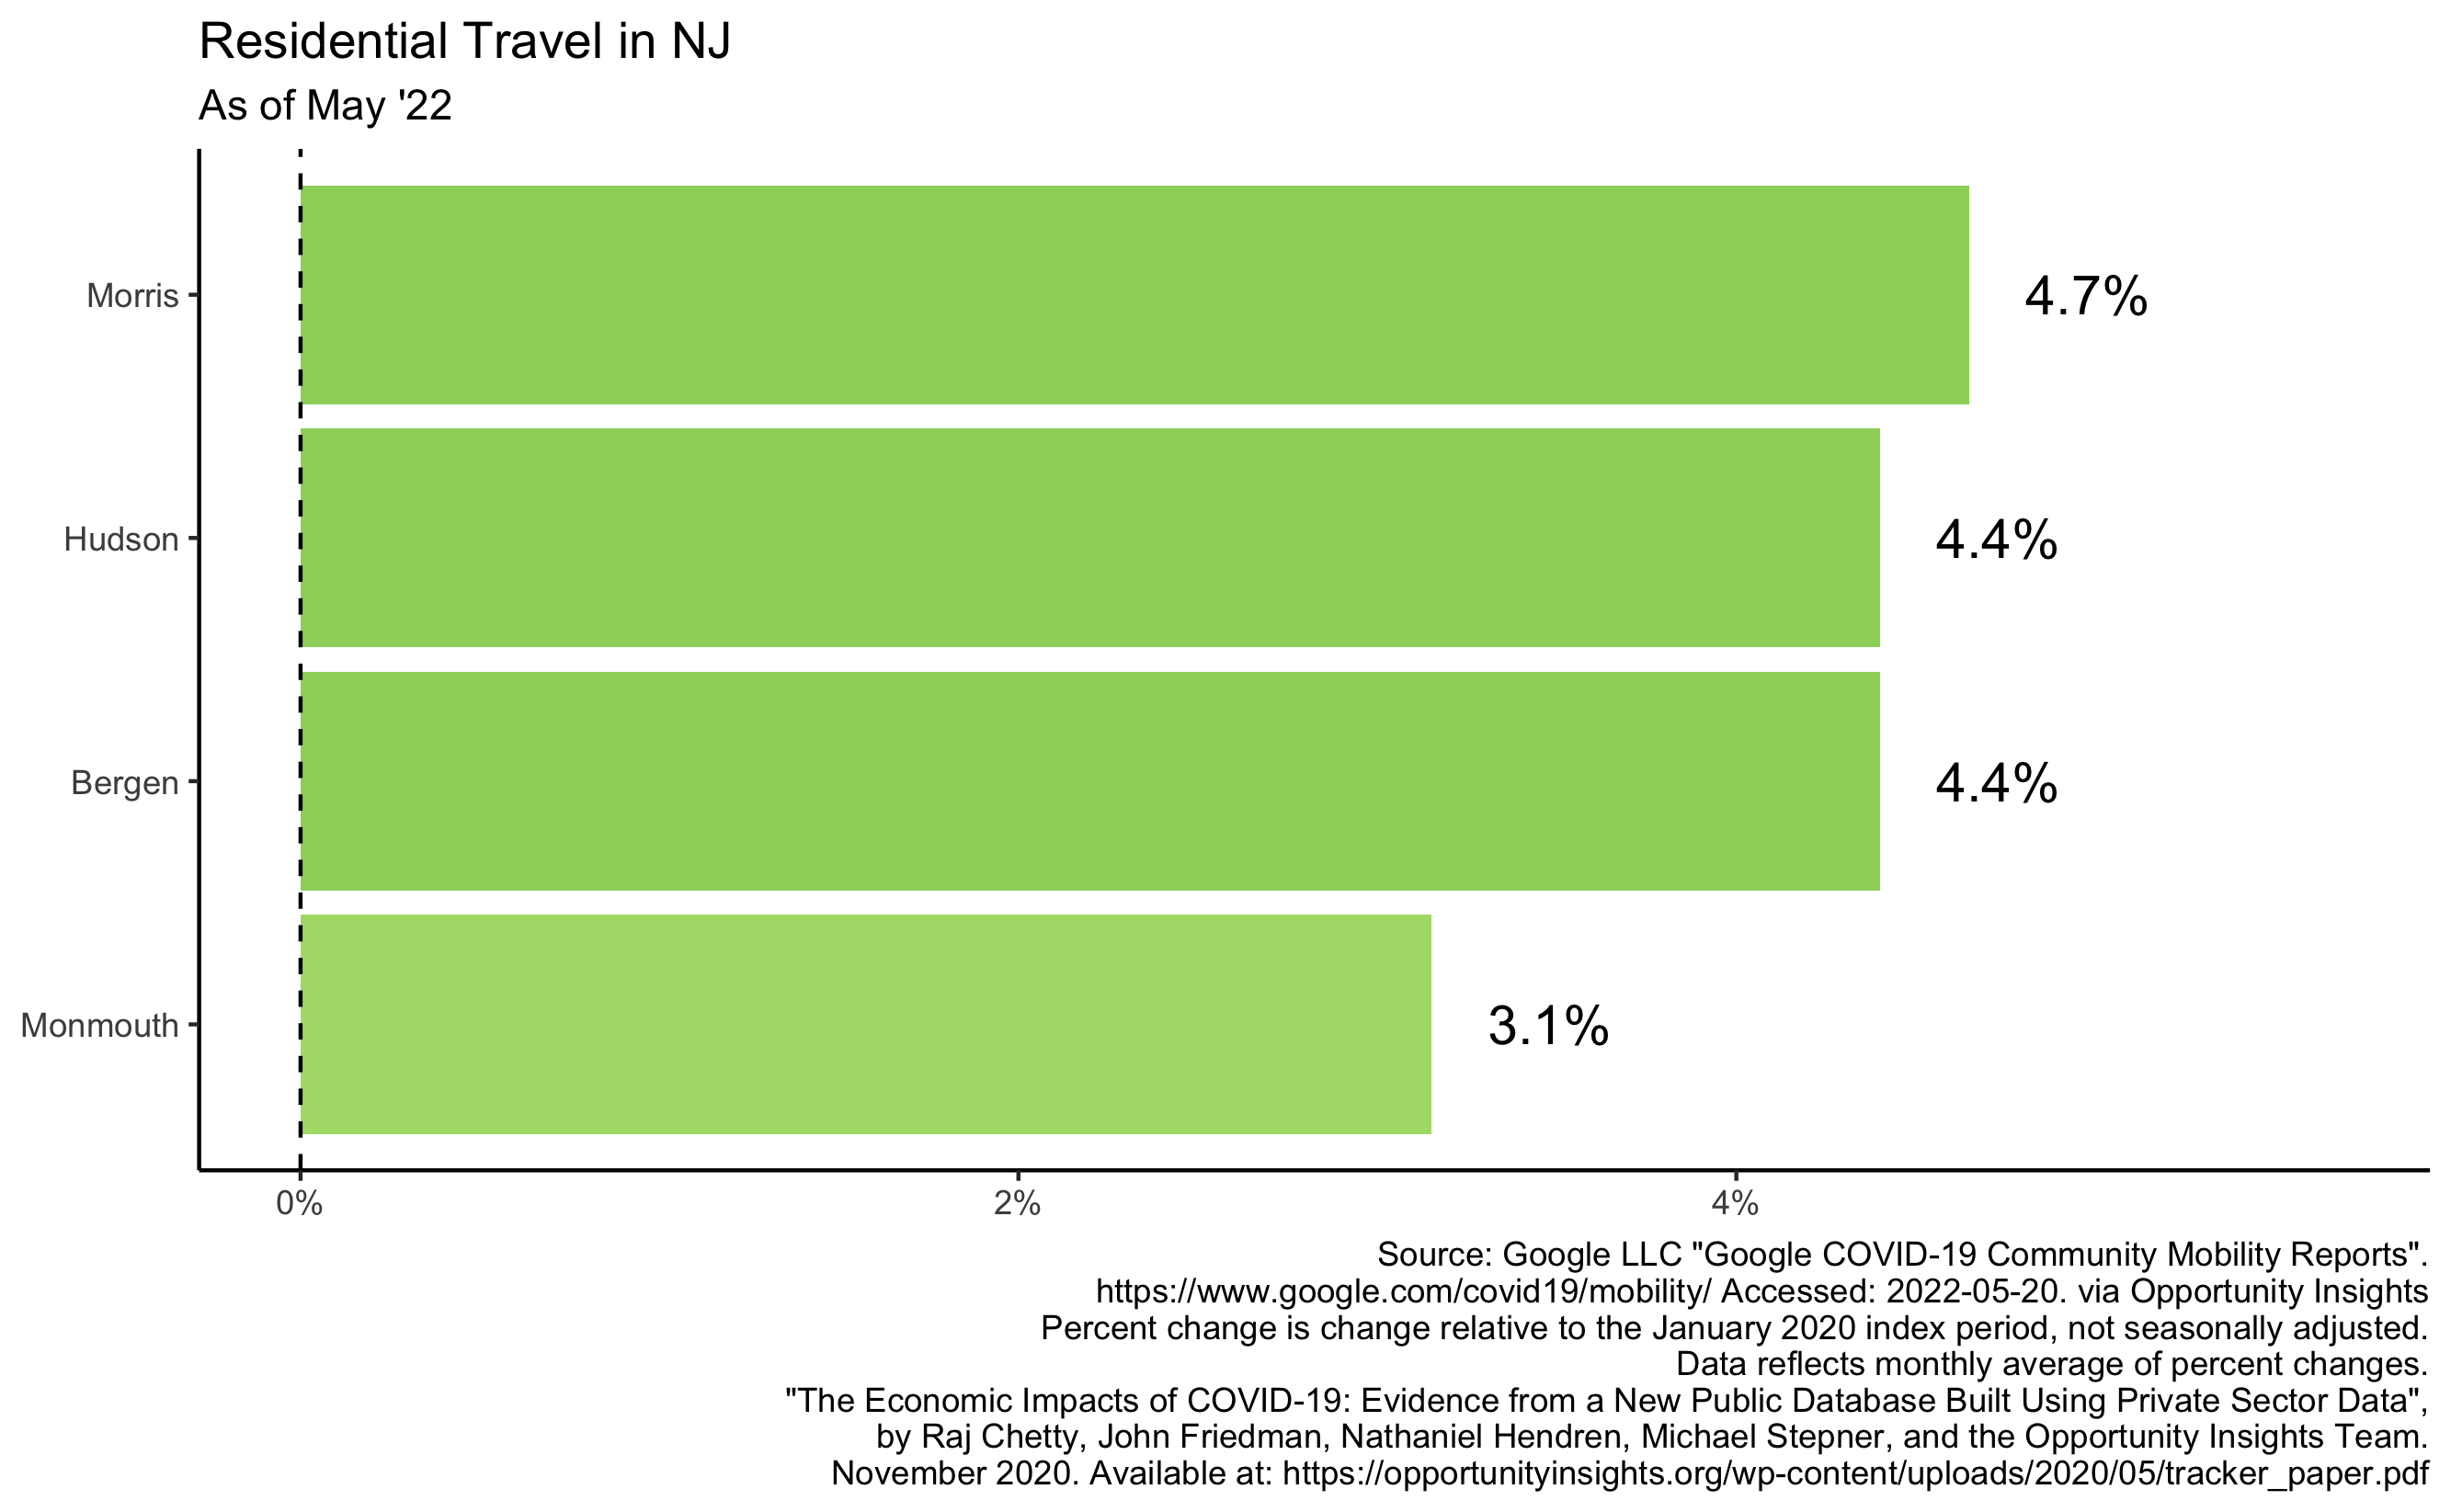 Residential Travel in NJ
As of May '22
Morris
4.7%
Hudson
4.4%
Bergen
4.4%
Monmouth
3.1%
0%
2%
4%
Source: Google LLC "Google COVID-19 Community Mobility Reports".
https://www.google.com/covid19/mobility/ Accessed: 2022-05-20. via Opportunity Insights
Percent change is change relative to the January 2020 index period, not seasonally adjusted.
Data reflects monthly average of percent changes.
"The Economic Impacts of COVID-19: Evidence from a New Public Database Built Using Private Sector Data",
by Raj Chetty, John Friedman, Nathaniel Hendren, Michael Stepner, and the Opportunity Insights Team.
November 2020. Available at: https://opportunityinsights.org/wp-content/uploads/2020/05/tracker_paper.pdf